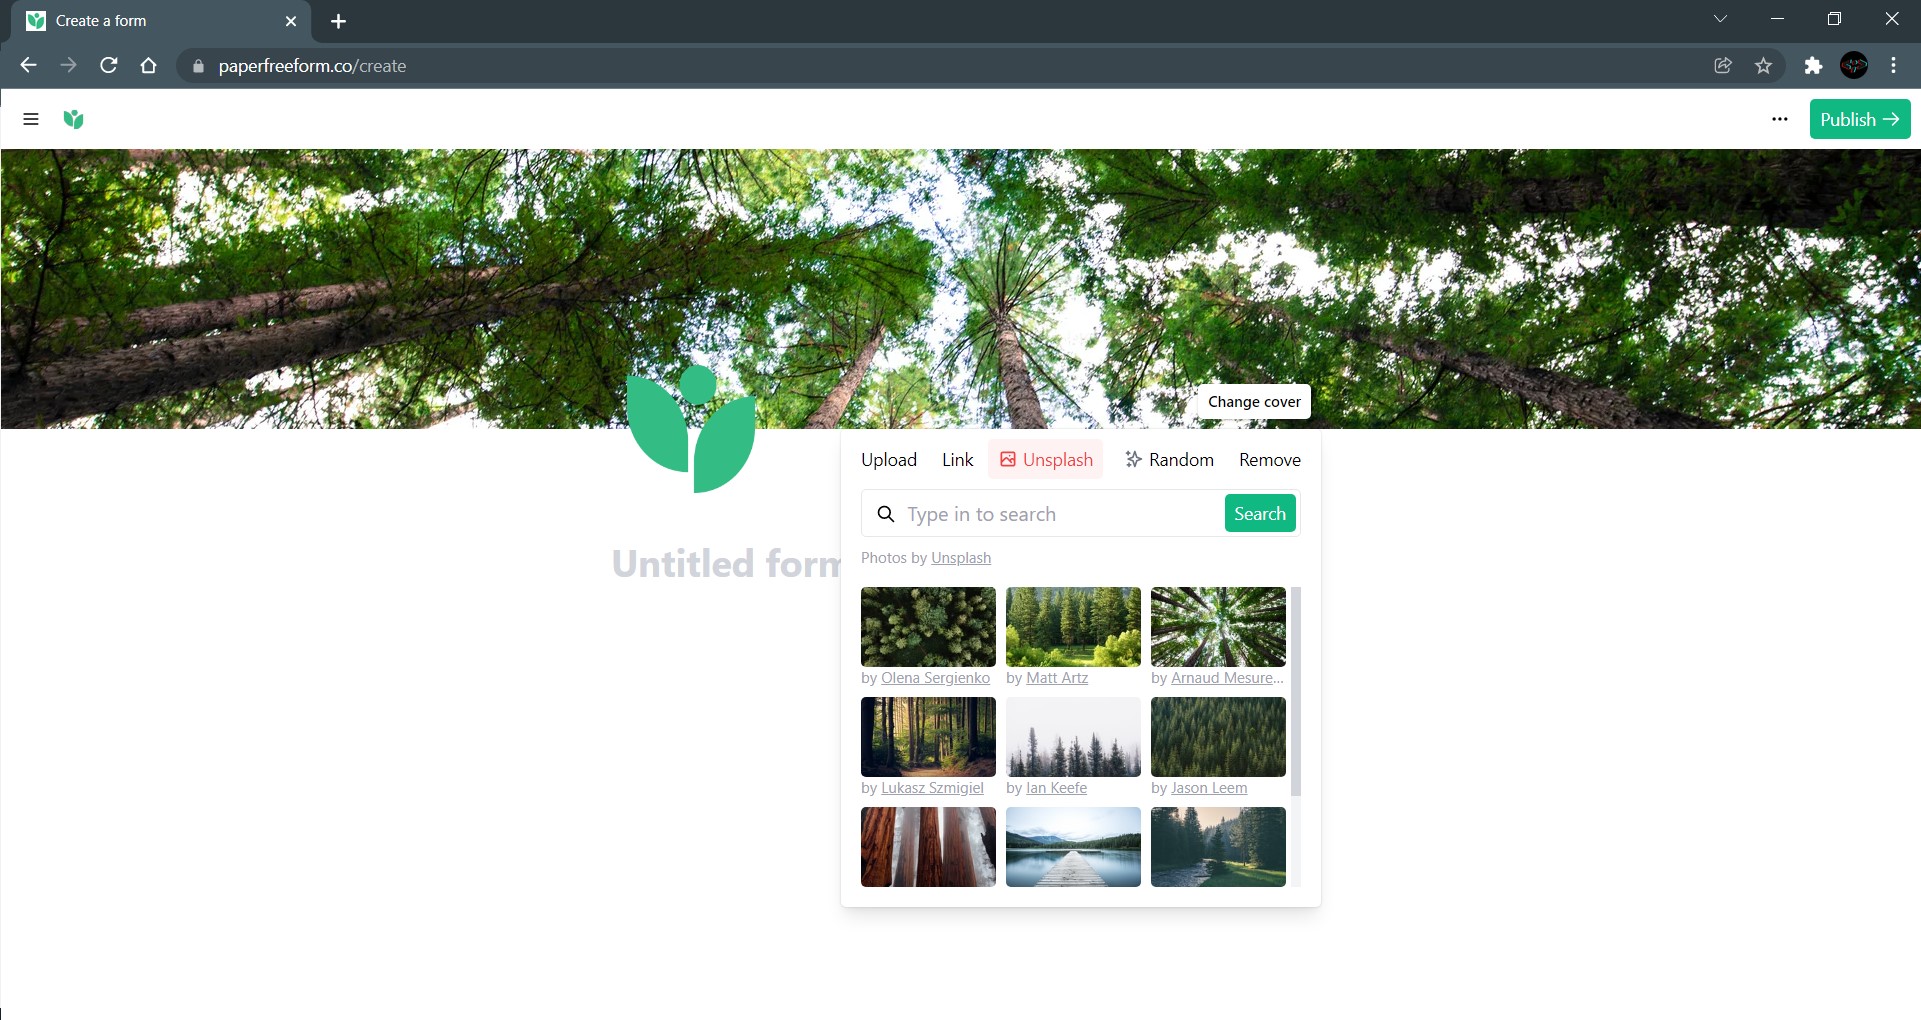 Create a form
paperfreeform.co/create
Publish
Change cover
Upload Link Unsplash Random Remove
Type in to search Search
Untitled form
Photos by Unsplash
by Olena Sergienko by Matt Artz by Arnaud Mesure...
by Lukasz Szmigiel by Ian Keefe by Jason Leem